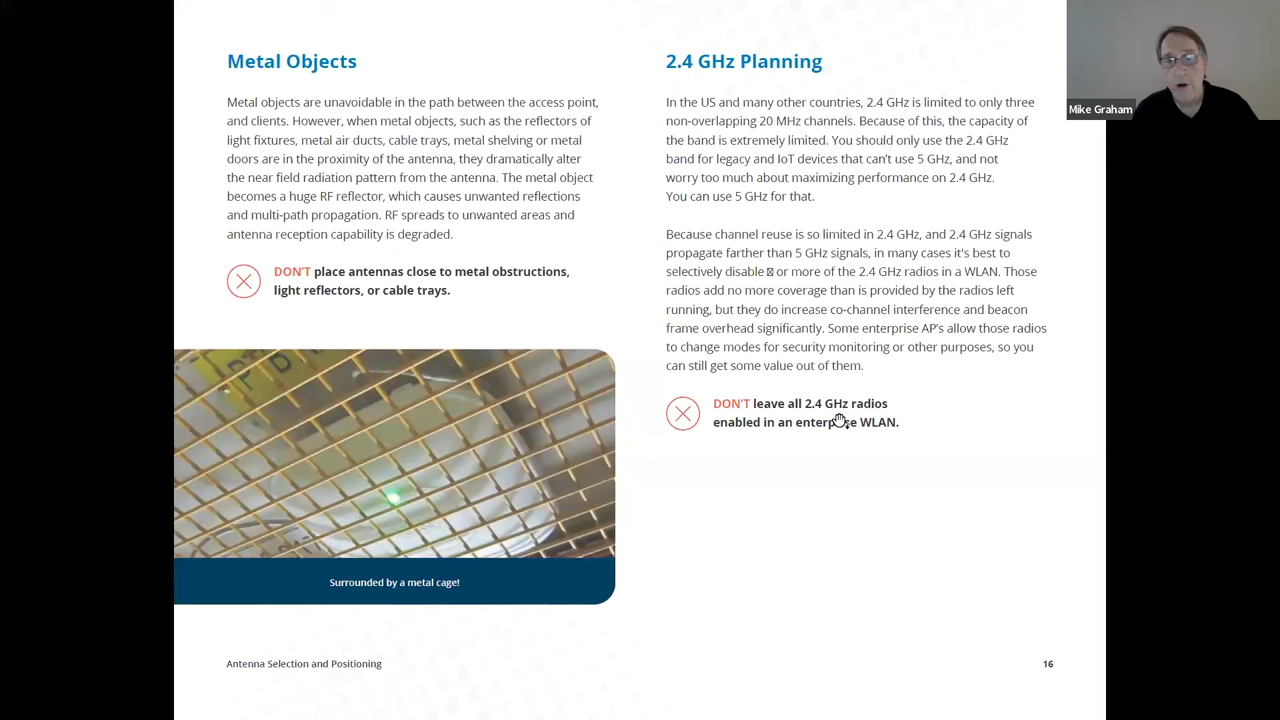 Metal Objects
Metal objects are unavoidable in the path between the access point,
and clients. However, when metal objects, such as the reflectors of
light fixtures, metal air ducts, cable trays, metal shelving or metal
doors are in the proximity of the antenna, they dramatically alter
the near field radiation pattern from the antenna. The metal object
becomes a huge RF reflector, which causes unwanted reflections
and multi-path propagation. RF spreads to unwanted areas and
antenna reception capability is degraded.
DON'T place antennas close to metal obstructions,
light reflectors, or cable trays.
Surrounded by a metal cage!
2.4 GHz Planning
In the US and many other countries, 2.4 GHz is limited to only three
non-overlapping 20 MHz channels. Because of this, the capacity of
the band is extremely limited. You should only use the 2.4 GHz
band for legacy and IoT devices that can't use 5 GHz, and not
worry too much about maximizing performance on 2.4 GHz.
You can use 5 GHz for that.
Because channel reuse is so limited in 2.4 GHz, and 2.4 GHz signals
propagate farther than 5 GHz signals, in many cases it's best to
selectively disable or more of the 2.4 GHz radios in a WLAN. Those
radios add no more coverage than is provided by the radios left
running, but they do increase co-channel interference and beacon
frame overhead significantly. Some enterprise AP's allow those radios
to change modes for security monitoring or other purposes, so you
can still get some value out of them.
DON'T leave all 2.4 GHz radios
enabled in an enterprise WLAN.
Mike Graham
Antenna Selection and Positioning
16